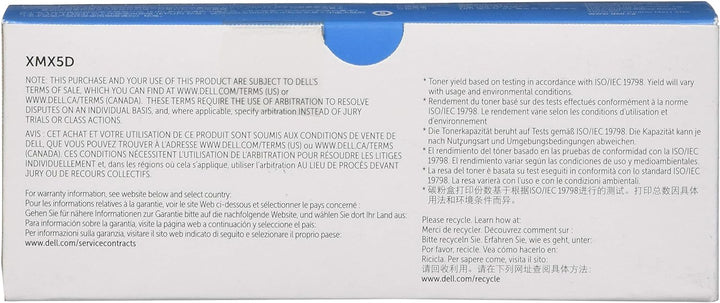 XMX5D
NOTE: THIS PURCHASE AND YOUR USE OF THIS PRODUCT ARE SUBJECT TO DELL'S
TERMS OF SALE, WHICH YOU CAN FIND AT WWW.DELL.COM/TERMS (US) or
WWW.DELL.CA/TERMS (CANADA). THESE TERMS REQUIRE THE USE OF ARBITRATION TO RESOLVE
DISPUTES ON AN INDIVIDUAL BASIS, and, where applicable, specify arbitration INSTEAD OF JURY
TRIALS OR CLASS ACTIONS.
AVIS : CET ACHAT ET VOTRE UTILISATION DE CE PRODUIT SONT SOUMIS AUX CONDITIONS DE VENTE DE
DELL, QUE VOUS POUVEZ TROUVER À L'ADRESSE WWW.DELL.COM/TERMS (US) ou WWW.DELL.CA/TERMS
(CANADA). CES CONDITIONS NÉCESSITENT L'UTILISATION DE L'ARBITRATION POUR RÉSOUDRE LES LITIGES
INDIVIDUELLEMENT et, dans les régions où cela s'applique, utiliser l'arbitration AU LIEU DE PROCÈS DEVANT
JURY OU DE RECOURS COLLECTIFS.
For warranty information, see website below and select country:
Pour les informations relatives à la garantie, voir le site Web ci-dessous et sélectionner le pays concerné :
Gehen Sie für nähere Informationen zur Garantie bitte auf die nachfolgende Website, und wählen Sie dort Ihr Land aus:
Para información sobre la garantía, visite la página web a continuación y seleccione el país:
Per informazioni sulla garanzia, visitare il sito web indicato di seguito e selezionare il proprio paese:
www.dell.com/servicecontracts
* Toner yield based on testing in accordance with ISO/IEC 19798. Yield will vary
with usage and environmental conditions.
* Rendement du toner basé sur des tests effectués conformément à la norme
ISO/IEC 19798. Le rendement varie selon les conditions d'utilisation et
d'environnement
* Die Tonerkapazität beruht auf Tests gemäß ISO/IEC 19798. Die Kapazität kann je
nach Nutzungsart und Umgebungsbedingungen abweichen.
* El rendimiento del toner basado en las pruebas de conformidad con la ISO/IEC
19798. El rendimiento variar según las condiciones de uso y medioambientales.
* La resa del toner è basata su test eseguiti in conformità con lo standard ISO/IEC
19798. La resa varierà con l'uso e con le condizioni ambientali.
* 碳粉盒打印份数基于根据ISO/IEC 19798进行的测试。打印总数因具体
用法和环境条件而异。
Please recycle. Learn how at:
Merci de recycler. Découvrez comment sur :
Bitte recyceln Sie. Erfahren Sie, wie es geht, unter:
Por favor, recicle. Vea cómo hacerlo en:
Ricicla. Per sapere come, visita il sito:
请回收利用。请在下列网址查阅具体方法:
www.dell.com/recycle